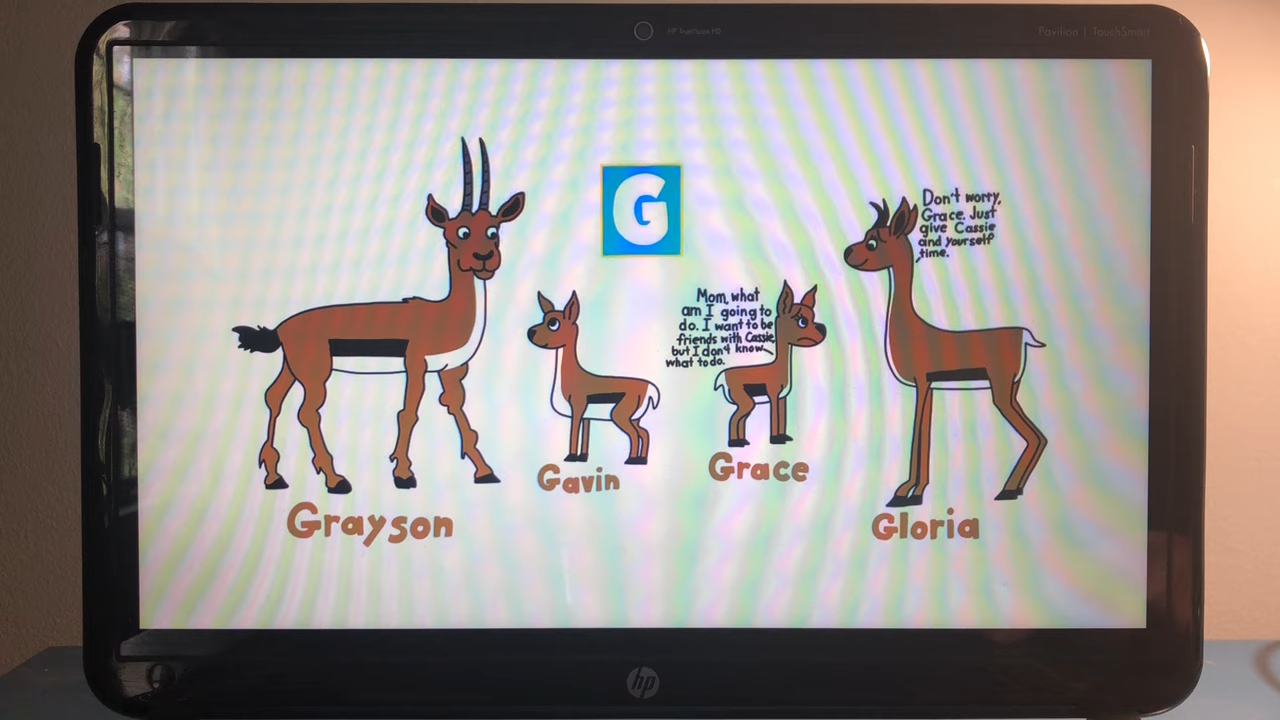 HP TrueVision HD
Pavilion | TouchSmart
G
Don't worry,
Grace. Just
give Cassie
and yourself
time.
Mom, what
am I going to
do. I want to be
friends with Cassie,
but I don't know
what to do.
Grayson
Gavin
Grace
Gloria
hp